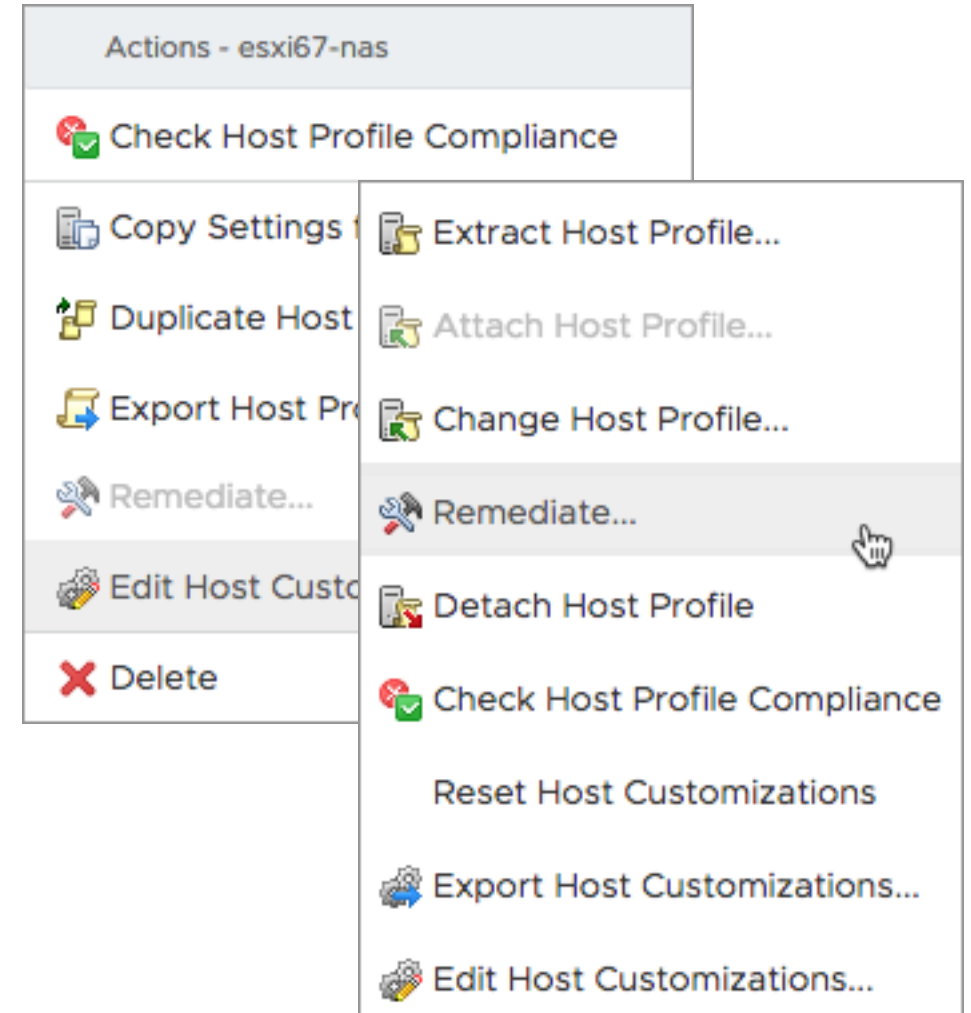 Actions - esxi67-nas
Check Host Profile Compliance
Copy Settings
Duplicate Host
Export Host
Remediate...
Edit Host
Delete
Extract Host Profile...
Attach Host Profile...
Change Host Profile...
Remediate...
Detach Host Profile
Check Host Profile Compliance
Reset Host Customizations
Export Host Customizations...
Edit Host Customizations...